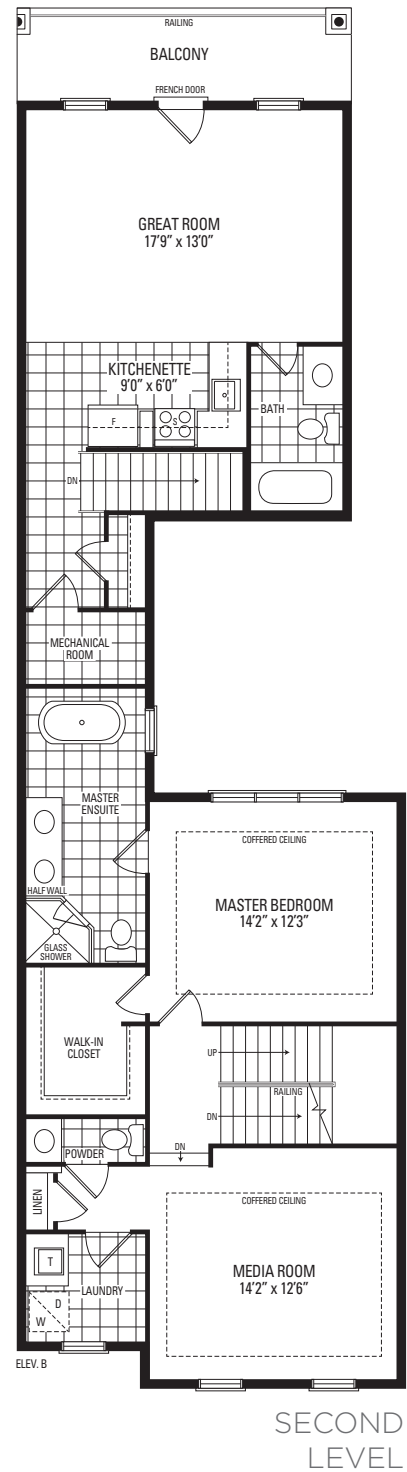 RAILING
BALCONY
FRENCH DOOR
GREAT ROOM
17'9" x 13'0"
KITCHENETTE
9'0" x 6'0"
F
S
BATH
DN
MECHANICAL
ROOM
MASTER
ENSUITE
HALF WALL
GLASS
SHOWER
COFFERED CEILING
MASTER BEDROOM
14'2" x 12'3"
WALK-IN
CLOSET
UP
RAILING
DN
POWDER
DN
LINEN
COFFERED CEILING
MEDIA ROOM
14'2" x 12'6"
T
LAUNDRY
D
W
ELEV. B
SECOND
LEVEL